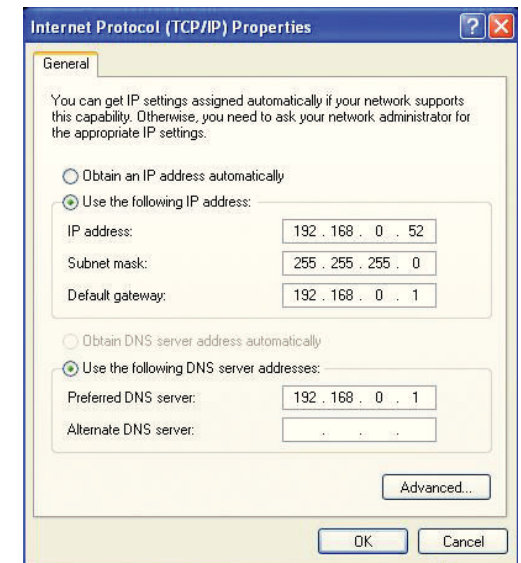 Internet Protocol (TCP/IP) Properties
General
You can get IP settings assigned automatically if your network supports
this capability. Otherwise, you need to ask your network administrator for
the appropriate IP settings.
Obtain an IP address automatically
Use the following IP address:
IP address: 192 . 168 . 0 . 52
Subnet mask: 255 . 255 . 255 . 0
Default gateway: 192 . 168 . 0 . 1
Obtain DNS server address automatically
Use the following DNS server addresses:
Preferred DNS server: 192 . 168 . 0 . 1
Alternate DNS server: . . .
Advanced...
OK Cancel